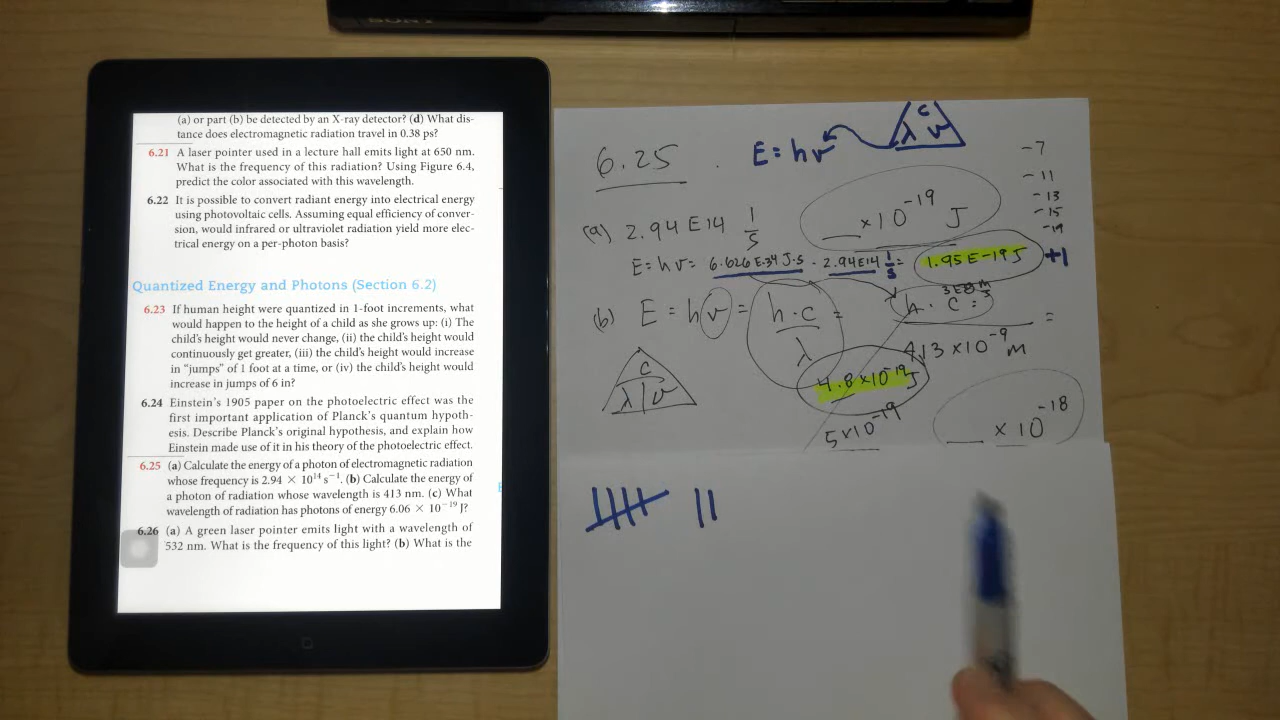 SONY
(a) or part (b) be detected by an X-ray detector? (d) What dis-
tance does electromagnetic radiation travel in 0.38 ps?
6.21 A laser pointer used in a lecture hall emits light at 650 nm.
What is the frequency of this radiation? Using Figure 6.4,
predict the color associated with this wavelength.
6.22 It is possible to convert radiant energy into electrical energy
using photovoltaic cells. Assuming equal efficiency of conver-
sion, would infrared or ultraviolet radiation yield more elec-
trical energy on a per-photon basis?
Quantized Energy and Photons (Section 6.2)
6.23 If human height were quantized in 1-foot increments, what
would happen to the height of a child as she grows up: (i) The
child's height would never change, (ii) the child's height would
continuously get greater, (iii) the child's height would increase
in "jumps" of 1 foot at a time, or (iv) the child's height would
increase in jumps of 6 in?
6.24 Einstein's 1905 paper on the photoelectric effect was the
first important application of Planck's quantum hypoth-
esis. Describe Planck's original hypothesis, and explain how
Einstein made use of it in his theory of the photoelectric effect.
6.25 (a) Calculate the energy of a photon of electromagnetic radiation
whose frequency is 2.94 × 10¹⁴ s⁻¹. (b) Calculate the energy of
a photon of radiation whose wavelength is 413 nm. (c) What
wavelength of radiation has photons of energy 6.06 × 10⁻¹⁹ J?
6.26 (a) A green laser pointer emits light with a wavelength of
532 nm. What is the frequency of this light? (b) What is the
6.25 . E = hν
c
λ ν
-7
-11
-13
-15
-19
(a) 2.94 E14 1/s
__ ×10⁻¹⁹ J
E = hν = 6.626 E-34 J·s · 2.94E14 1/s = 1.95 E-19 J +1
(b) E = hν = h·c/λ = h · c = 3E8 m/s
413 ×10⁻⁹ m =
c
λ ν
4.8 ×10⁻¹⁹ J
5 ×10⁻¹⁹
__ × 10⁻¹⁸